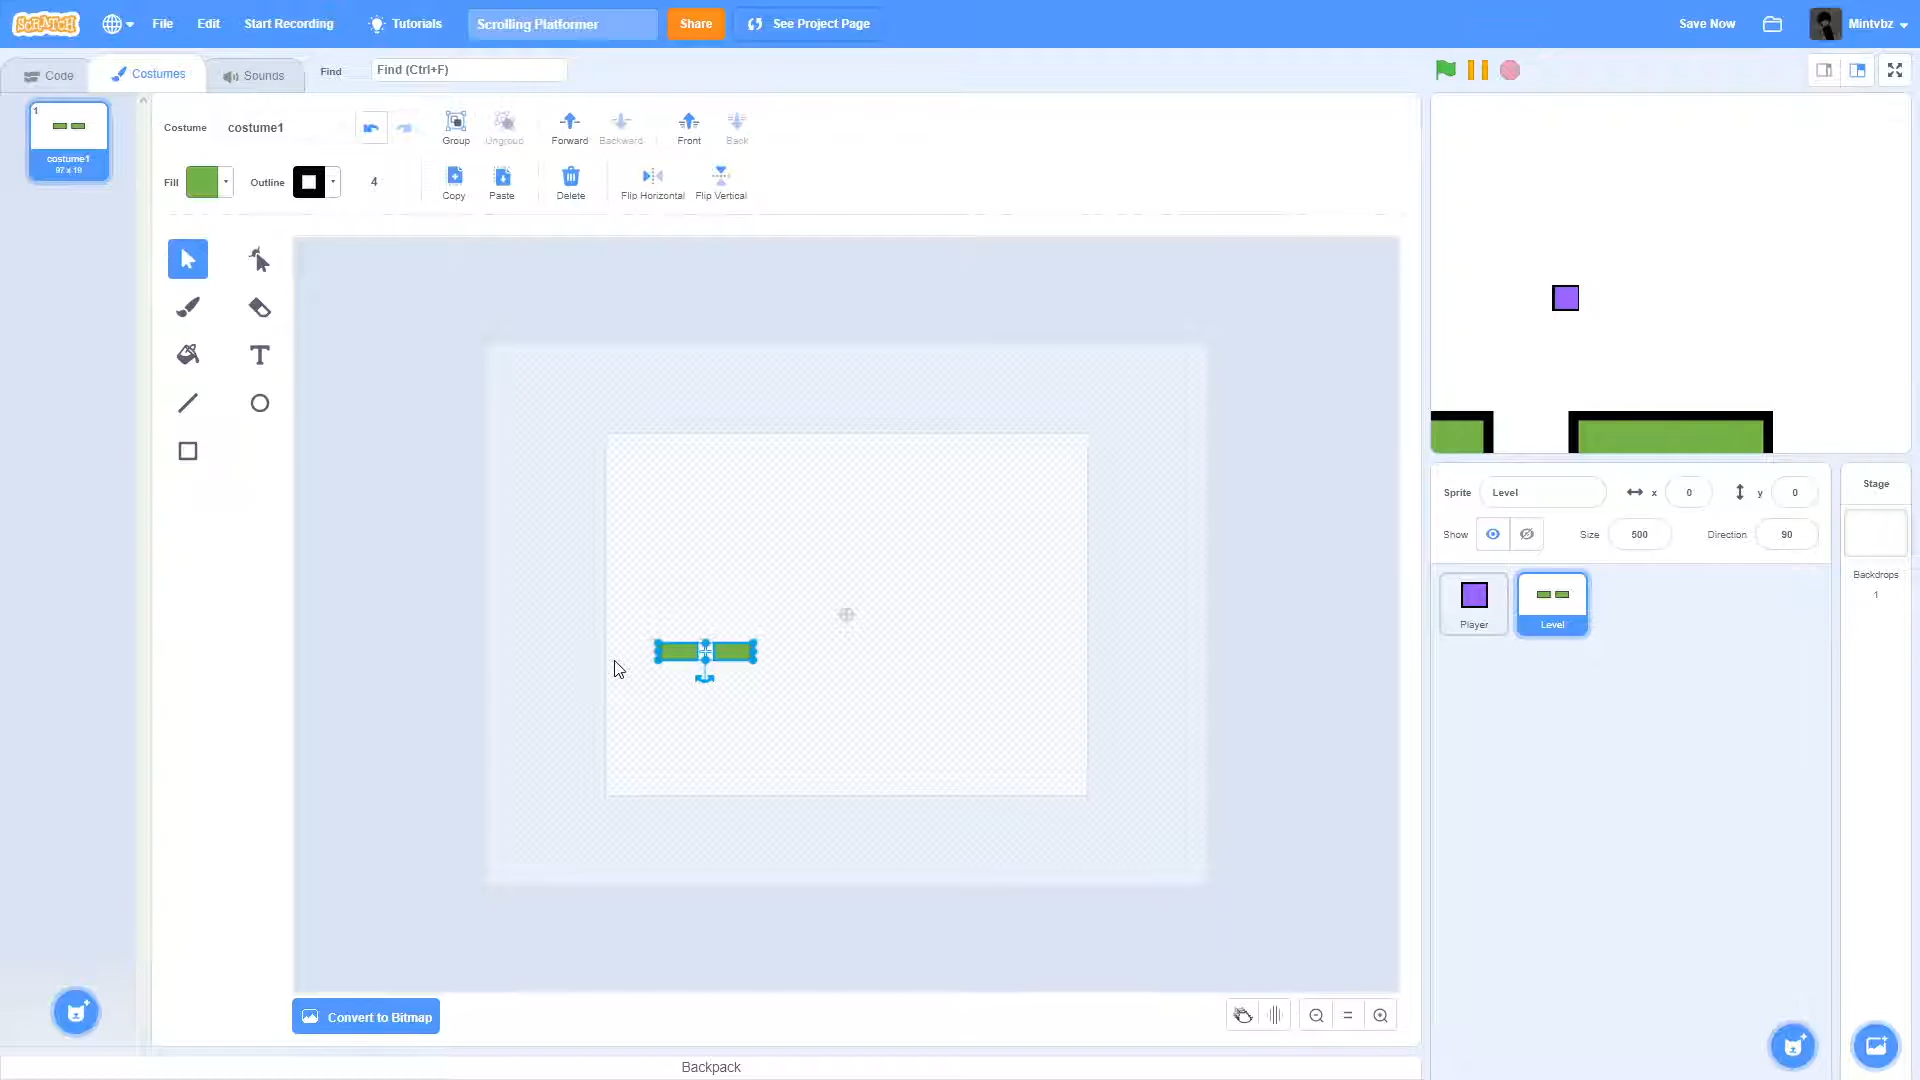 SCRATCH File Edit Start Recording Tutorials Scrolling Platformer Share See Project Page Save Now Mintvbz
Code Costumes Sounds Find Find (Ctrl+F)
1
costume1
97 x 19
Costume costume1 Group Ungroup Forward Backward Front Back
Fill Outline 4 Copy Paste Delete Flip Horizontal Flip Vertical
T
Convert to Bitmap
Backpack
Sprite Level x 0 y 0
Show Size 500 Direction 90
Player
Level
Stage
Backdrops
1